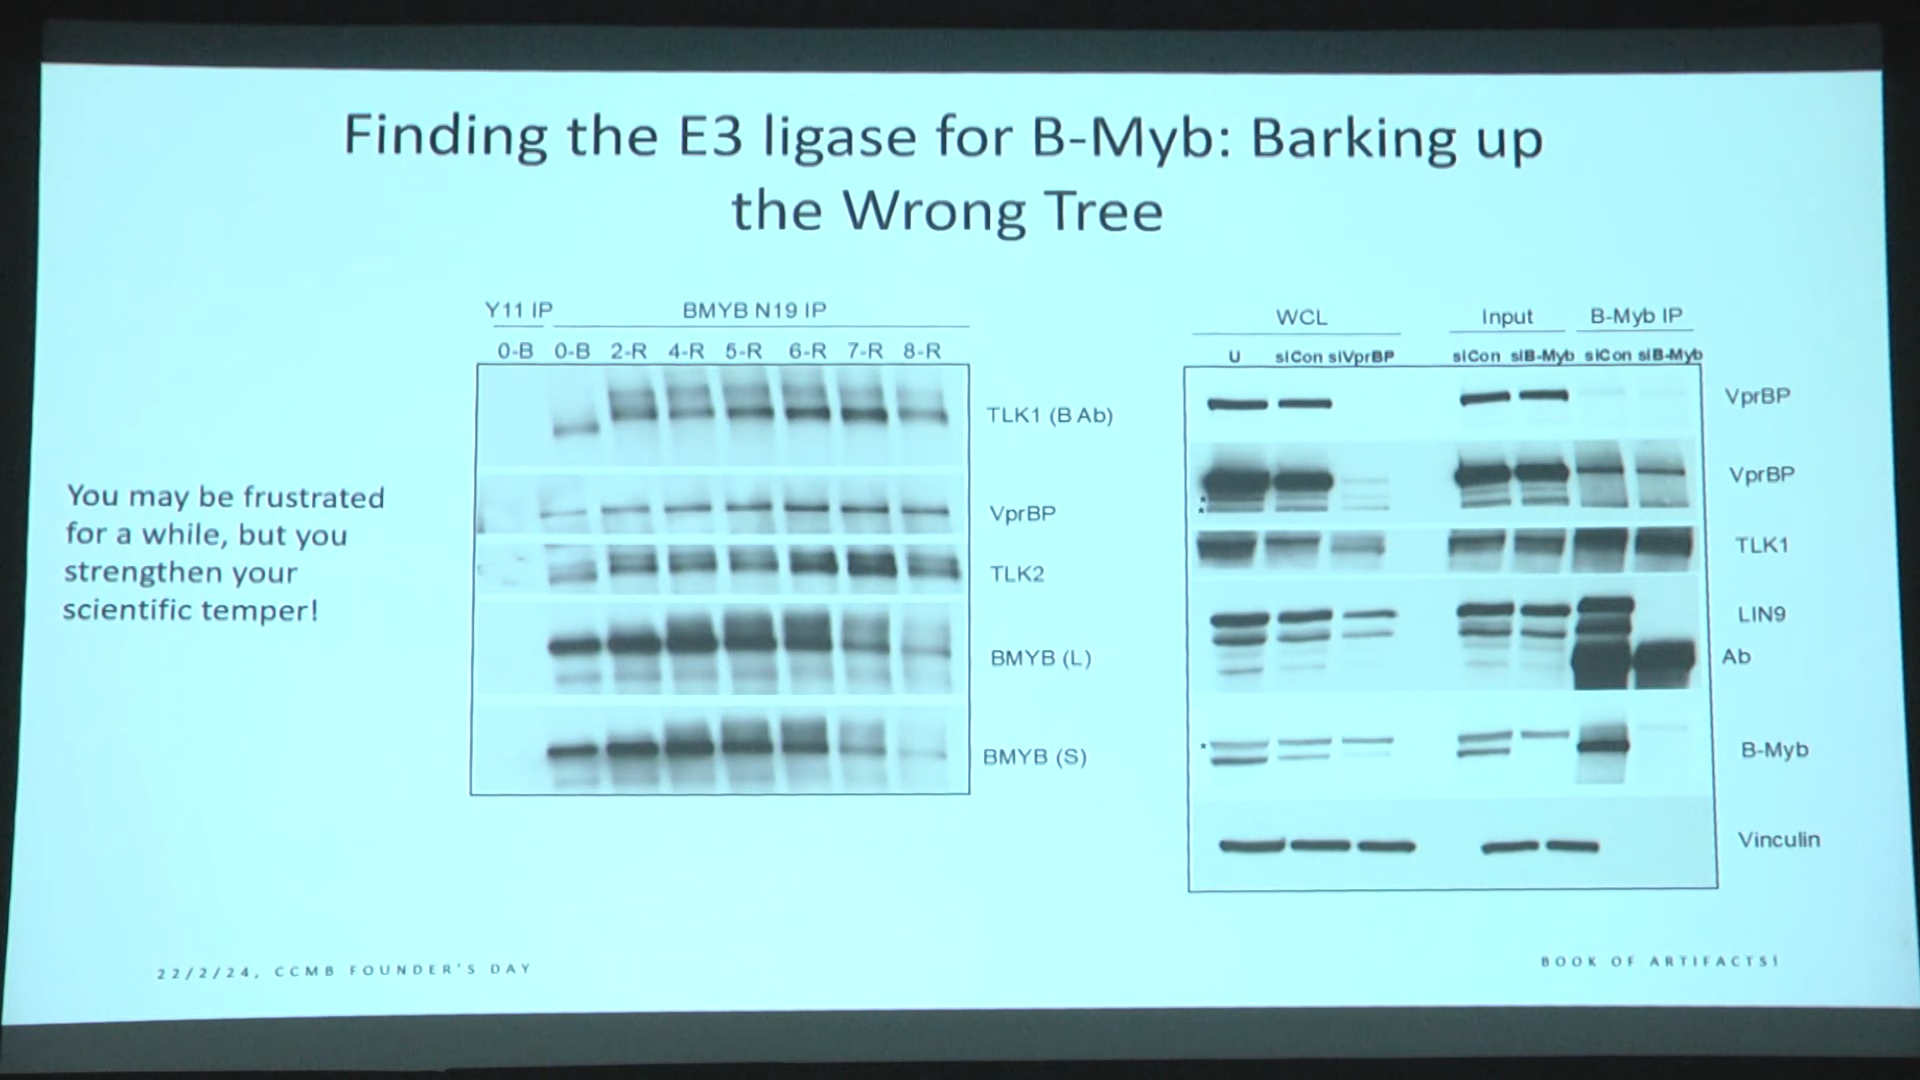 Finding the E3 ligase for B-Myb: Barking up
the Wrong Tree
You may be frustrated
for a while, but you
strengthen your
scientific temper!
Y11 IP BMYB N19 IP
0-B 0-B 2-R 4-R 5-R 6-R 7-R 8-R
TLK1 (B Ab)
VprBP
TLK2
BMYB (L)
BMYB (S)
WCL Input B-Myb IP
U siCon siVprBP siCon siB-Myb siCon siB-Myb
VprBP
VprBP
*
*
TLK1
LIN9
Ab
*
B-Myb
Vinculin
22/2/24, CCMB FOUNDER'S DAY
BOOK OF ARTIFACTS!